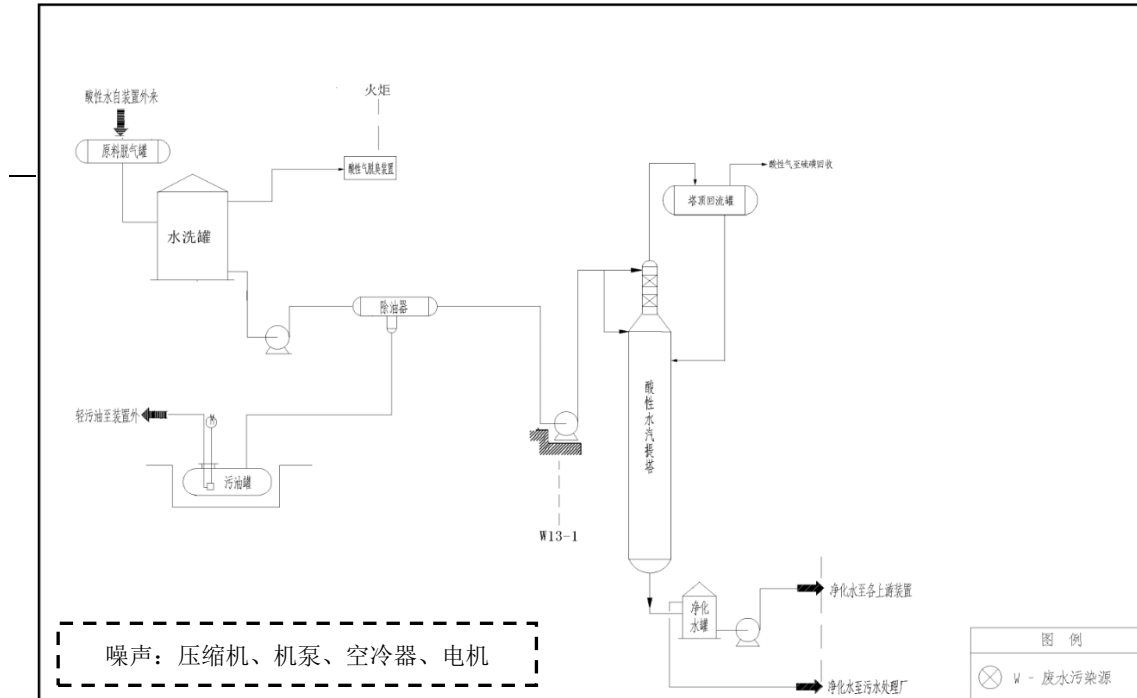 酸性水自装置外来
火炬
原料脱气罐
酸性气脱臭装置
酸性气至硫磺回收
塔顶回流罐
水洗罐
除油器
酸性水汽提塔
轻污油至装置外
M
污油罐
W13-1
净化水至各上游装置
净化水罐
噪声：压缩机、机泵、空冷器、电机
图 例
W - 废水污染源
净化水至污水处理厂